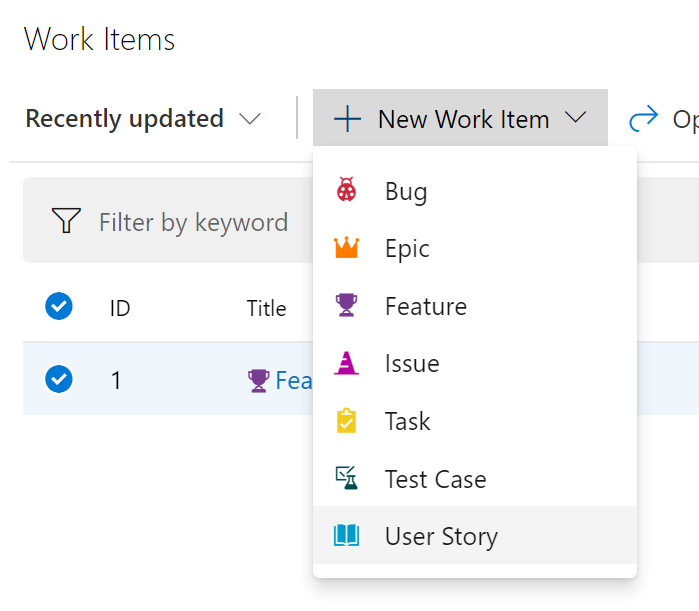 Work Items
Recently updated New Work Item
Filter by keyword
ID Title
1
Bug
Epic
Feature
Issue
Task
Test Case
User Story